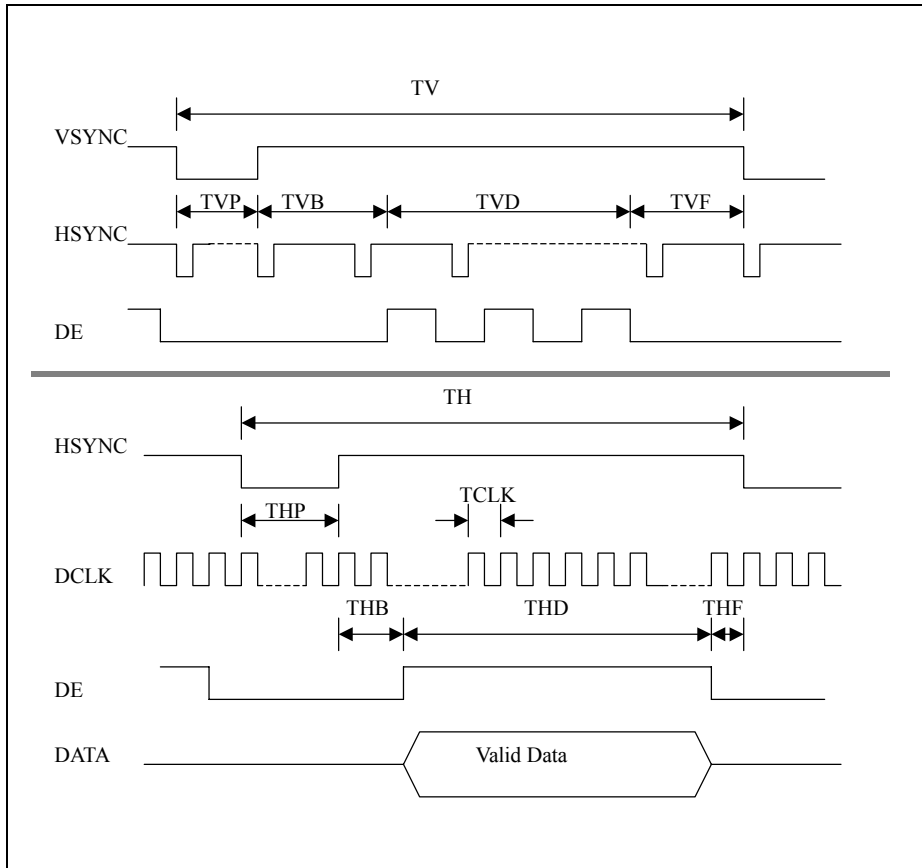 TV
VSYNC
TVP TVB TVD TVF
HSYNC
DE
TH
HSYNC
THP TCLK
DCLK
THB THD THF
DE
DATA Valid Data